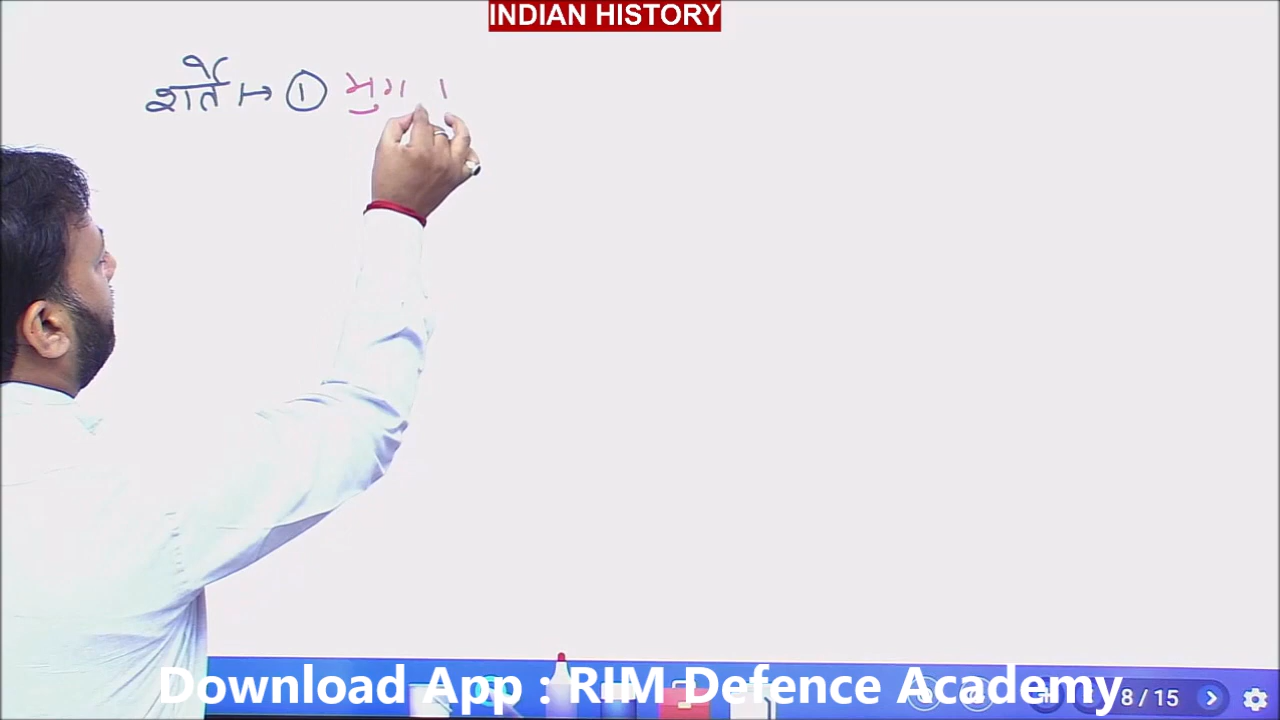 INDIAN HISTORY
शर्ते ↦ ① मुग
Download App : RIM Defence Academy
8 / 15